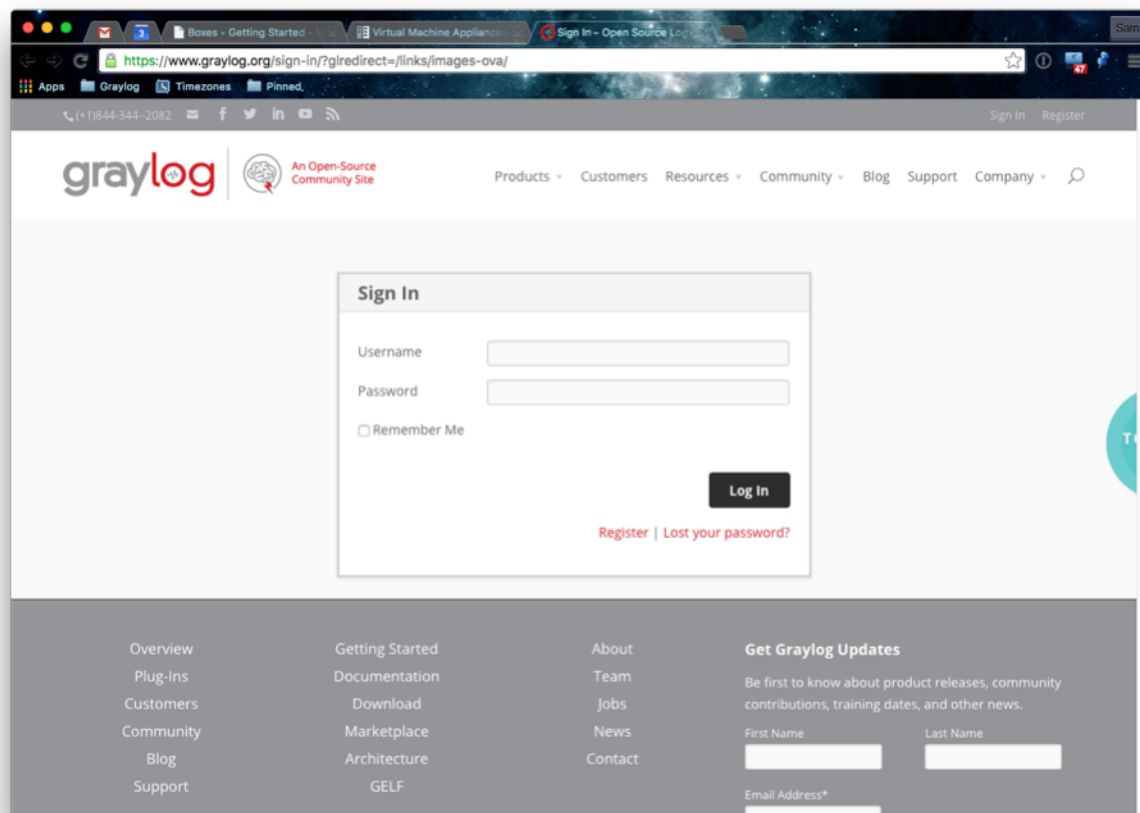 3 Boxes - Getting Started - Virtual Machine Appliance Sign In - Open Source Log Sam
https://www.graylog.org/sign-in/?glredirect=/links/images-ova/ 47
Apps Graylog Timezones Pinned.
(+1)844-344--2082 Sign In Register
graylog An Open-Source
Community Site
Products Customers Resources Community Blog Support Company
Sign In
Username
Password
Remember Me
Log In
Register | Lost your password?
Overview Getting Started About Get Graylog Updates
Plug-Ins Documentation Team Be first to know about product releases, community
Customers Download Jobs contributions, training dates, and other news.
Community Marketplace News First Name Last Name
Blog Architecture Contact
Support GELF Email Address*